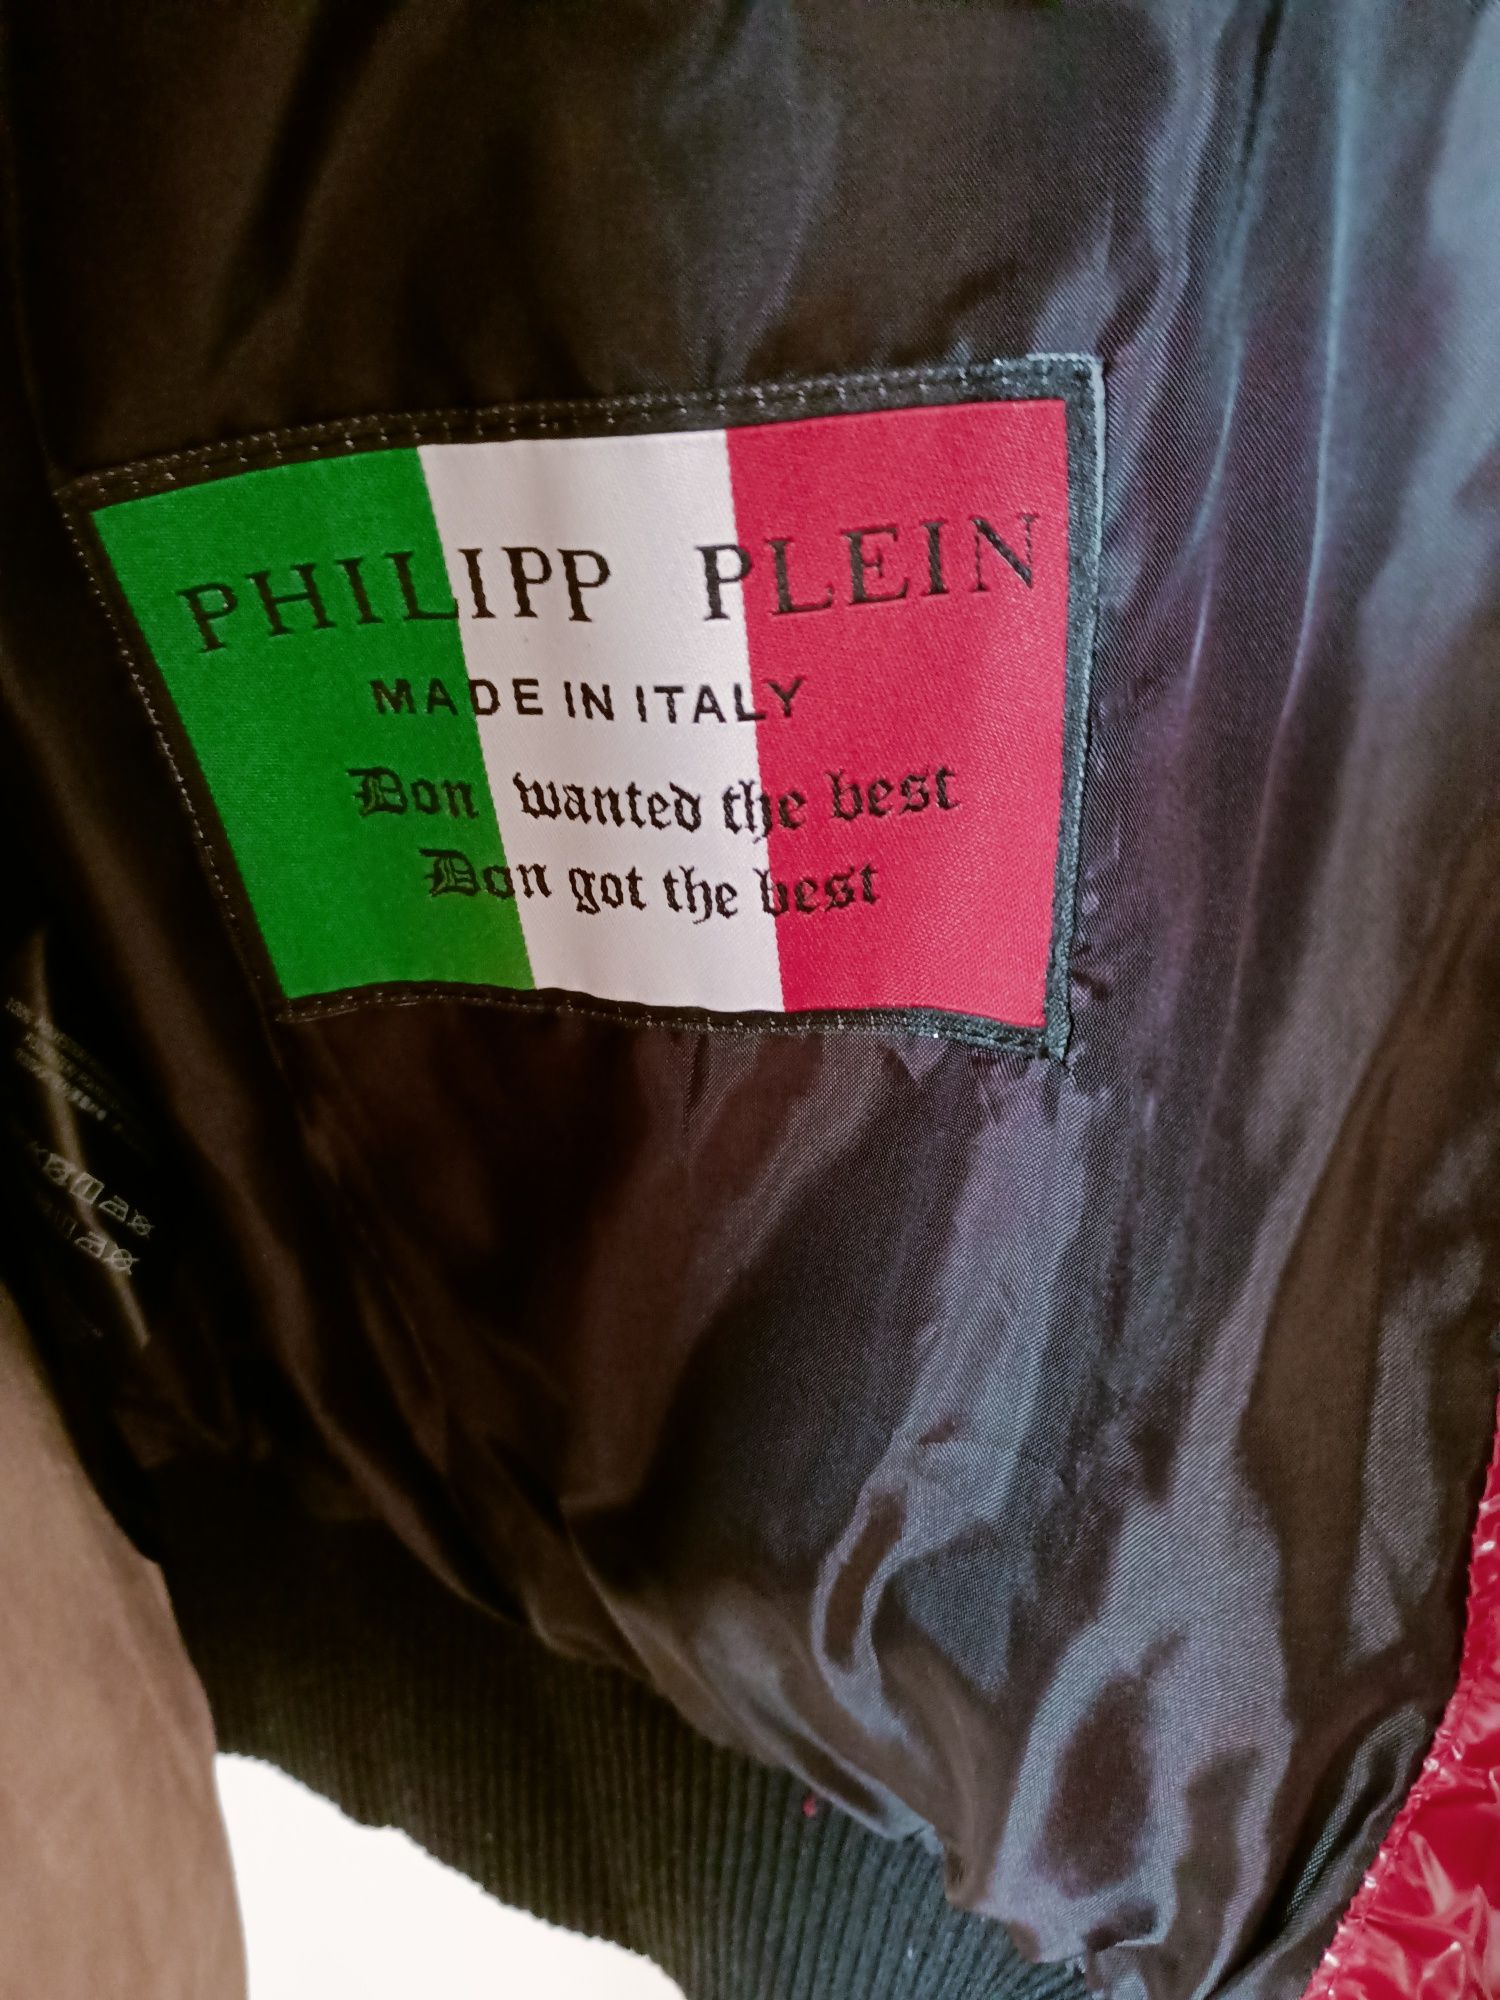 PHILIPP PLEIN
MADE IN ITALY
Don wanted the best
Don got the best